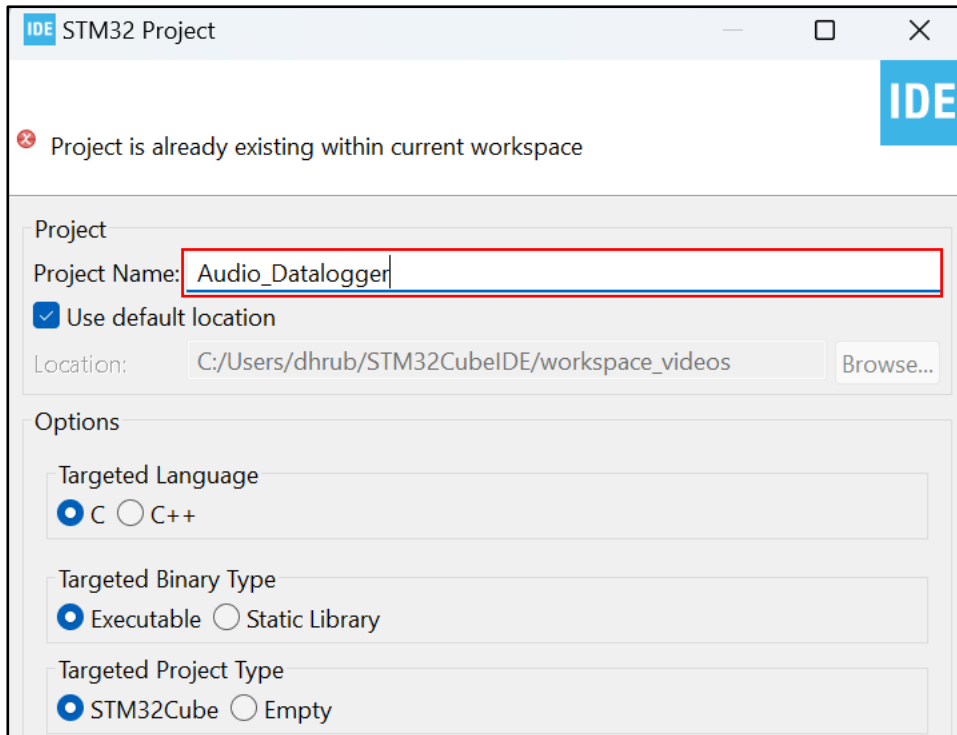 IDE STM32 Project
IDE
Project is already existing within current workspace
Project
Project Name: Audio_Datalogger
Use default location
Location: C:/Users/dhrub/STM32CubeIDE/workspace_videos Browse...
Options
Targeted Language
C C++
Targeted Binary Type
Executable Static Library
Targeted Project Type
STM32Cube Empty